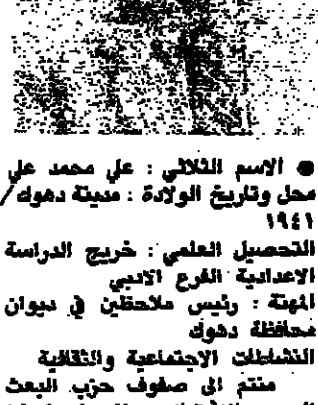 ● الاسم الثلاثي : علي محمد علي
محل وتاريخ الولادة : مدينة دهوك/
١٩٤١
التحصيل العلمي : خريج الدراسة
الاعدادية الفرع الادبي
المهنة : رئيس ملاحظين في ديوان
محافظة دهوك
النشاطات الاجتماعية والثقافية
منتم الى صفوف حزب البعث